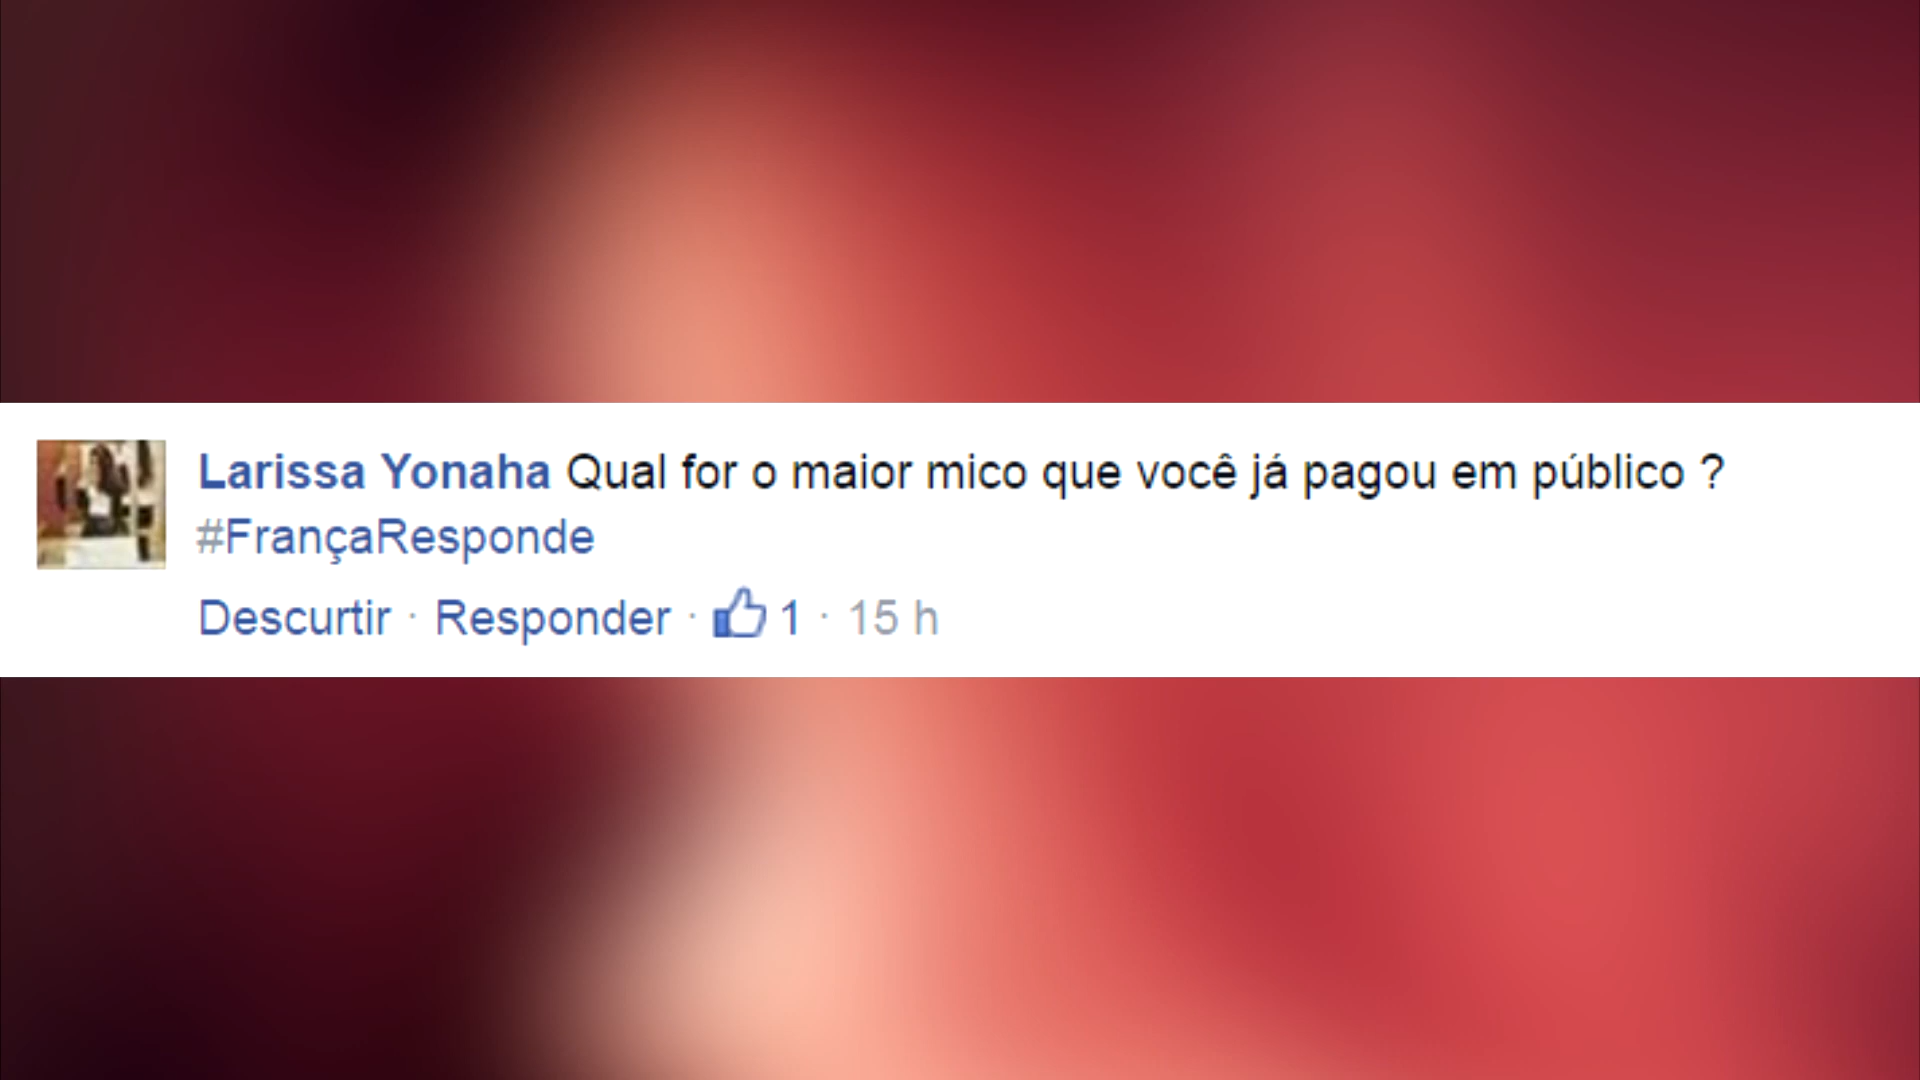 Larissa Yonaha Qual for o maior mico que você já pagou em público ?
#FrançaResponde
Descurtir · Responder · 1 · 15 h